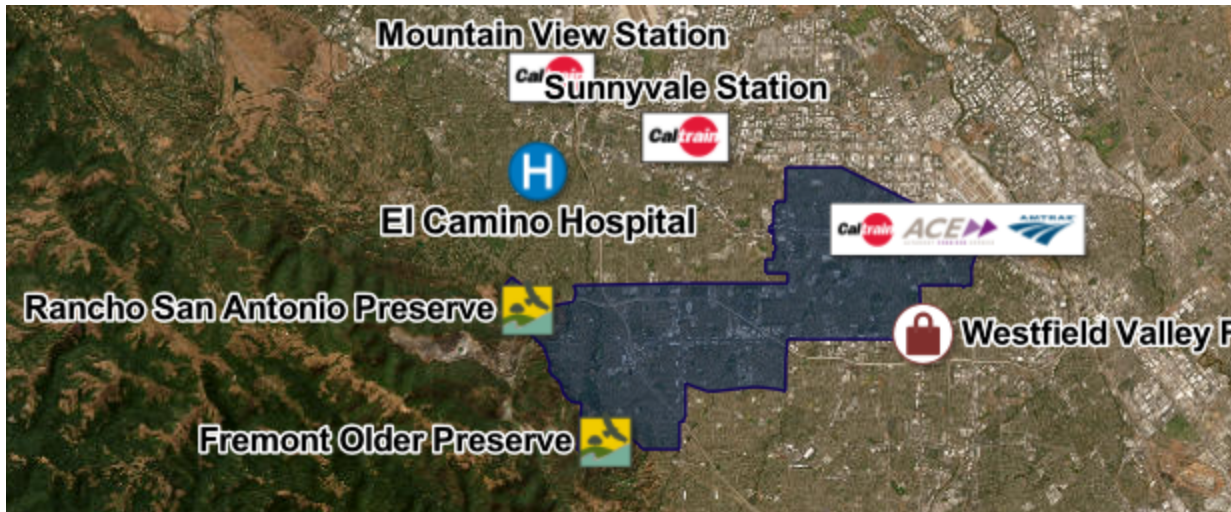 Mountain View Station
Caltrain
Sunnyvale Station
Caltrain
H
El Camino Hospital
Caltrain ACE AMTRAK
Rancho San Antonio Preserve
Westfield Valley F
Fremont Older Preserve